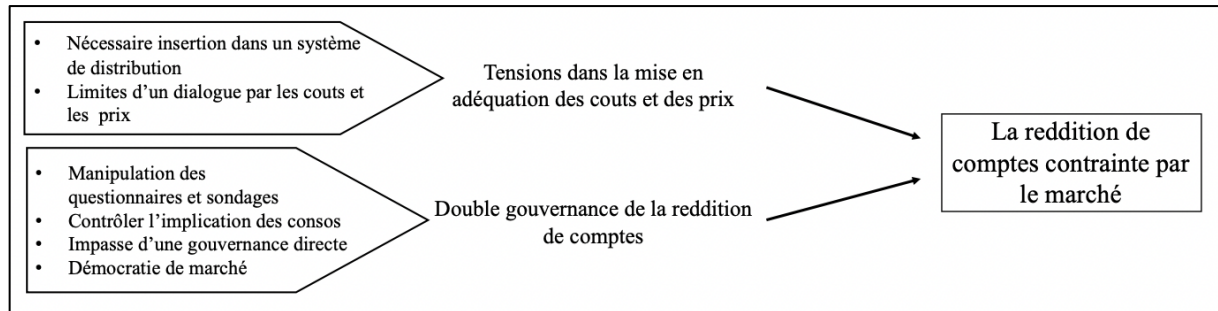 • Nécessaire insertion dans un système
de distribution
• Limites d'un dialogue par les couts et
les prix
Tensions dans la mise en
adéquation des couts et des prix
• Manipulation des
questionnaires et sondages
• Contrôler l'implication des consos
• Impasse d'une gouvernance directe
• Démocratie de marché
Double gouvernance de la reddition
de comptes
La reddition de
comptes contrainte par
le marché